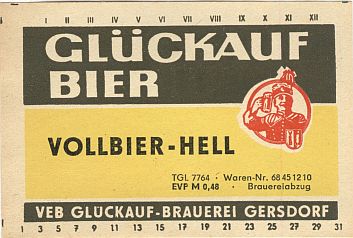 I II III IV V VI VII VIII IX X XI XII
GLÜCKAUF
BIER
VOLLBIER-HELL
TGL 7764 · Waren-Nr. 68 45 12 10
EVP M 0,48 · Brauereiabzug
VEB GLÜCKAUF-BRAUEREI GERSDORF
1 3 5 7 9 11 13 15 17 19 21 23 25 27 29 31